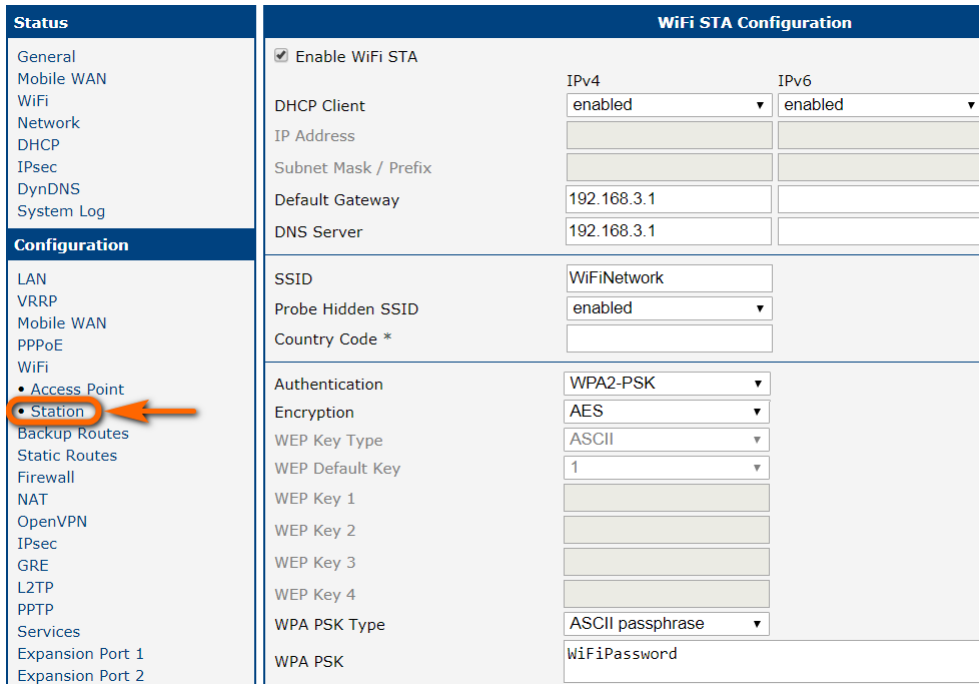 Status
General
Mobile WAN
WiFi
Network
DHCP
IPsec
DynDNS
System Log
Configuration
LAN
VRRP
Mobile WAN
PPPoE
WiFi
• Access Point
• Station
Backup Routes
Static Routes
Firewall
NAT
OpenVPN
IPsec
GRE
L2TP
PPTP
Services
Expansion Port 1
Expansion Port 2
WiFi STA Configuration
Enable WiFi STA
IPv4 IPv6
DHCP Client enabled enabled
IP Address
Subnet Mask / Prefix
Default Gateway 192.168.3.1
DNS Server 192.168.3.1
SSID WiFiNetwork
Probe Hidden SSID enabled
Country Code *
Authentication WPA2-PSK
Encryption AES
WEP Key Type ASCII
WEP Default Key 1
WEP Key 1
WEP Key 2
WEP Key 3
WEP Key 4
WPA PSK Type ASCII passphrase
WPA PSK WiFiPassword